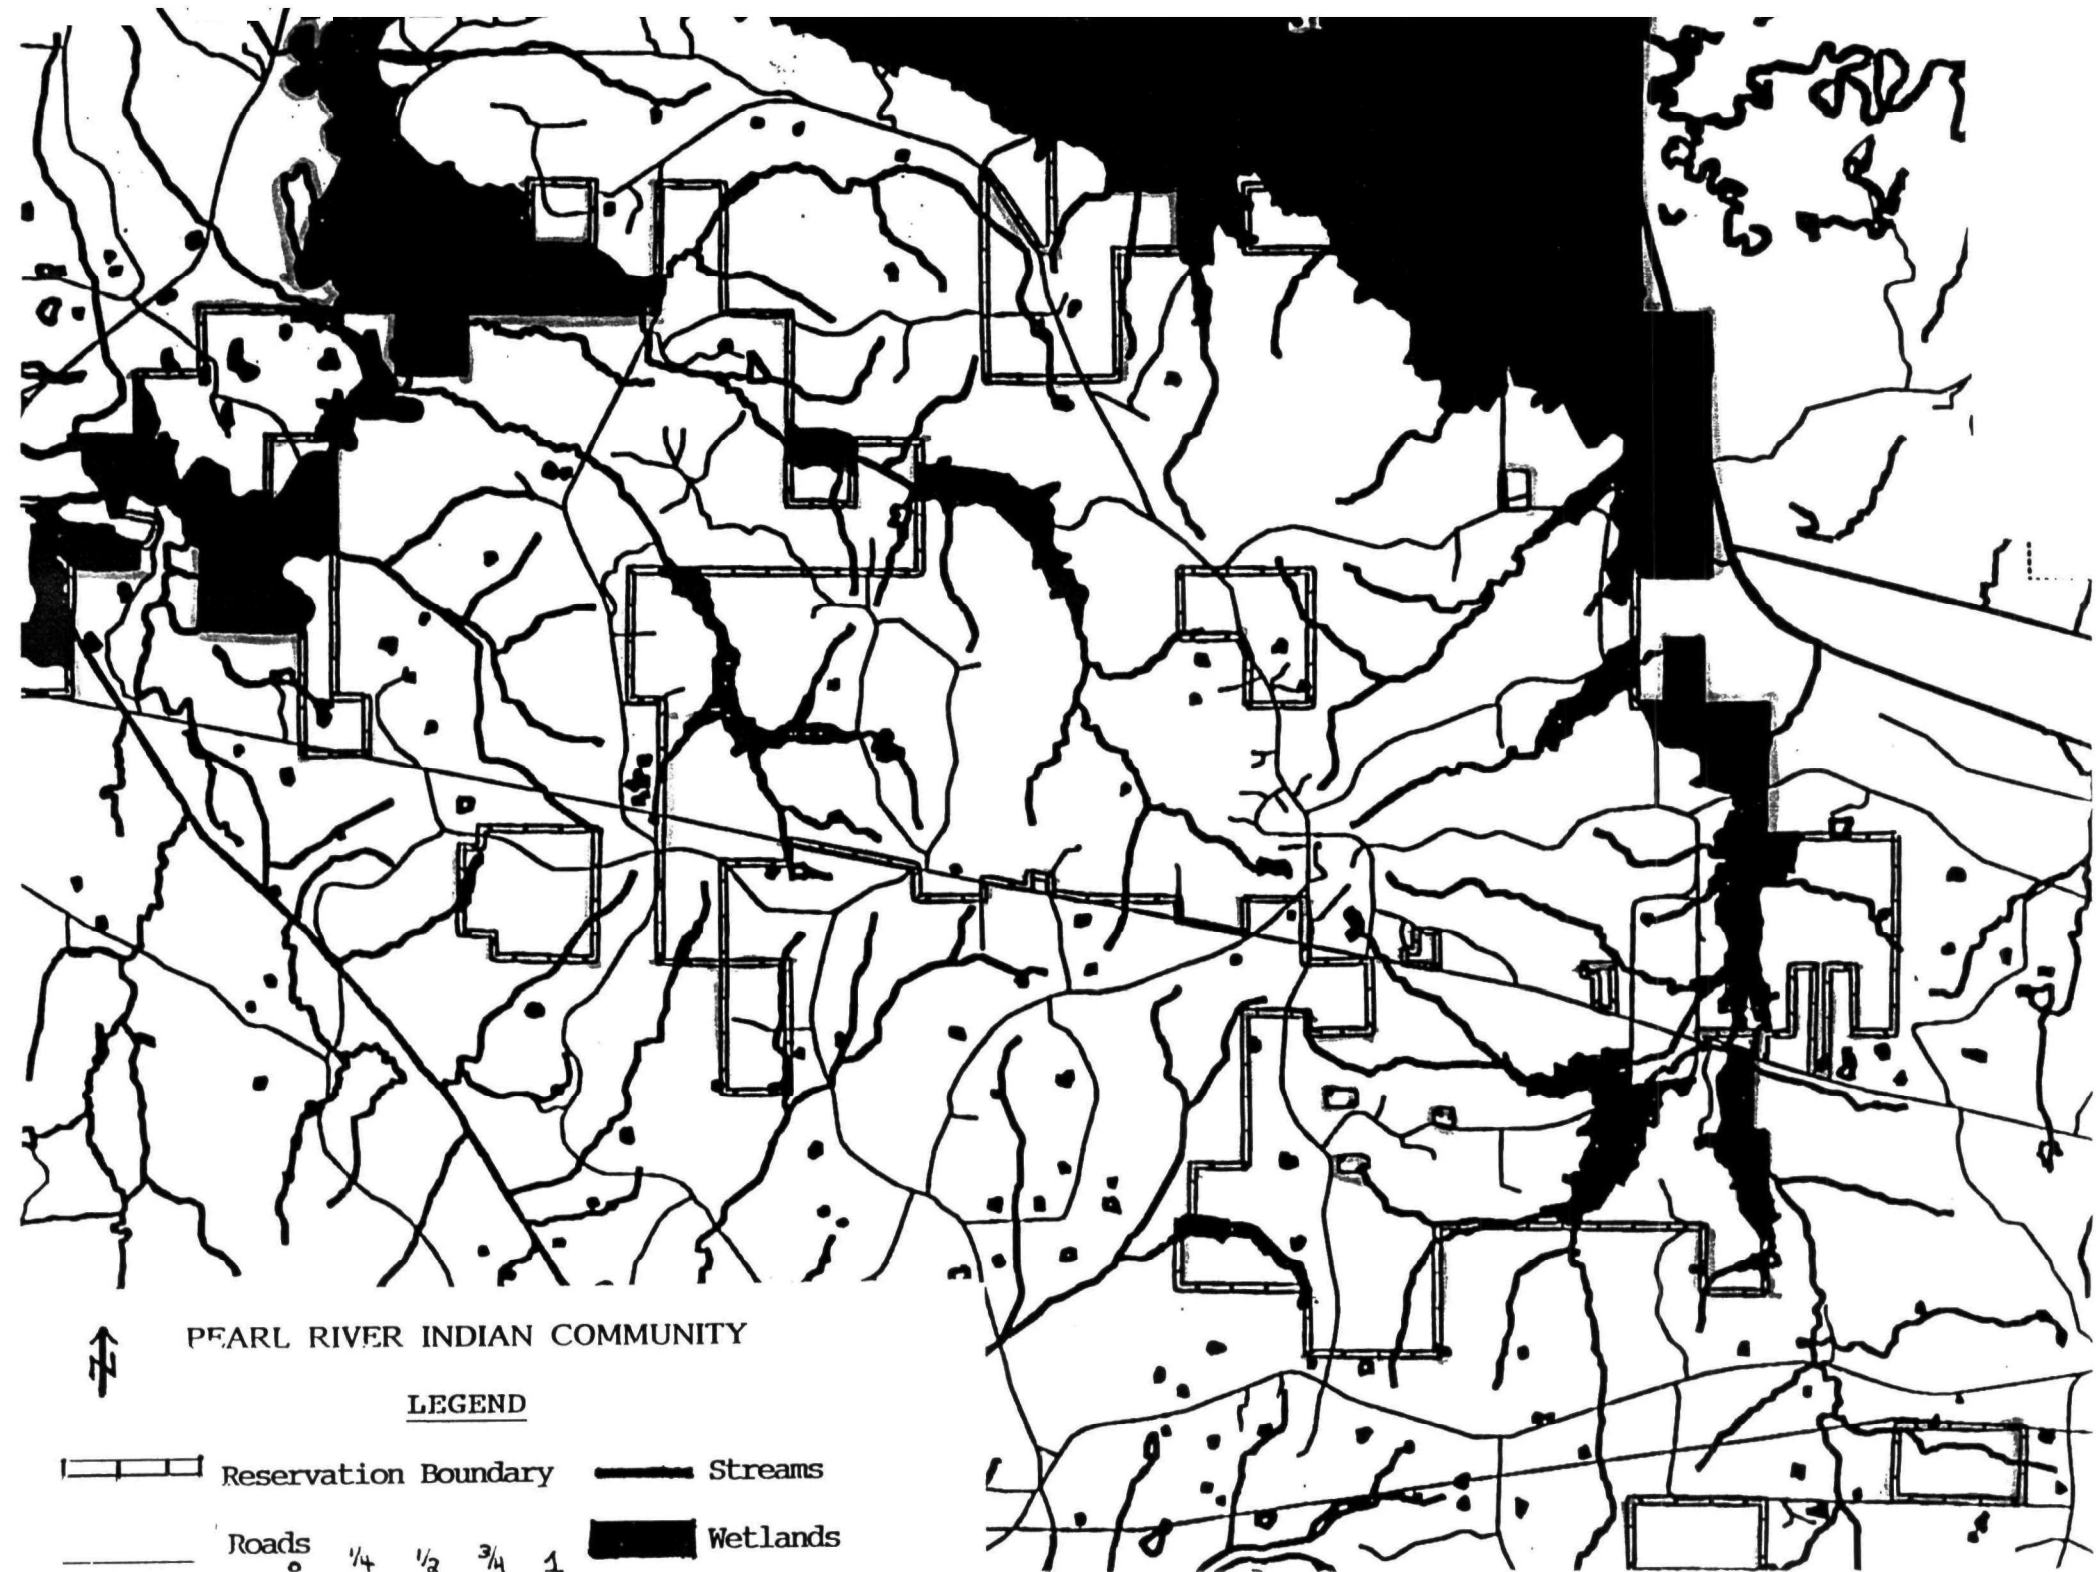 PEARL RIVER INDIAN COMMUNITY
N
LEGEND
Reservation Boundary
Streams
Roads
Wetlands
0 1/4 1/2 3/4 1